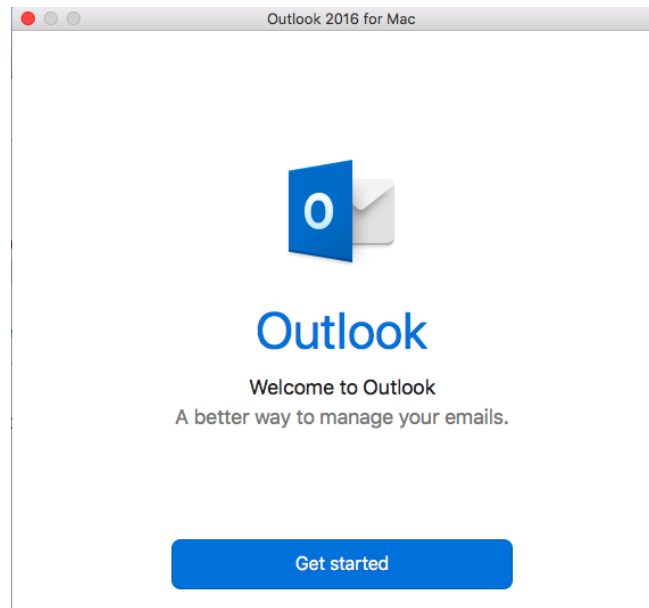 Outlook 2016 for Mac
O
Outlook
Welcome to Outlook
A better way to manage your emails.
Get started